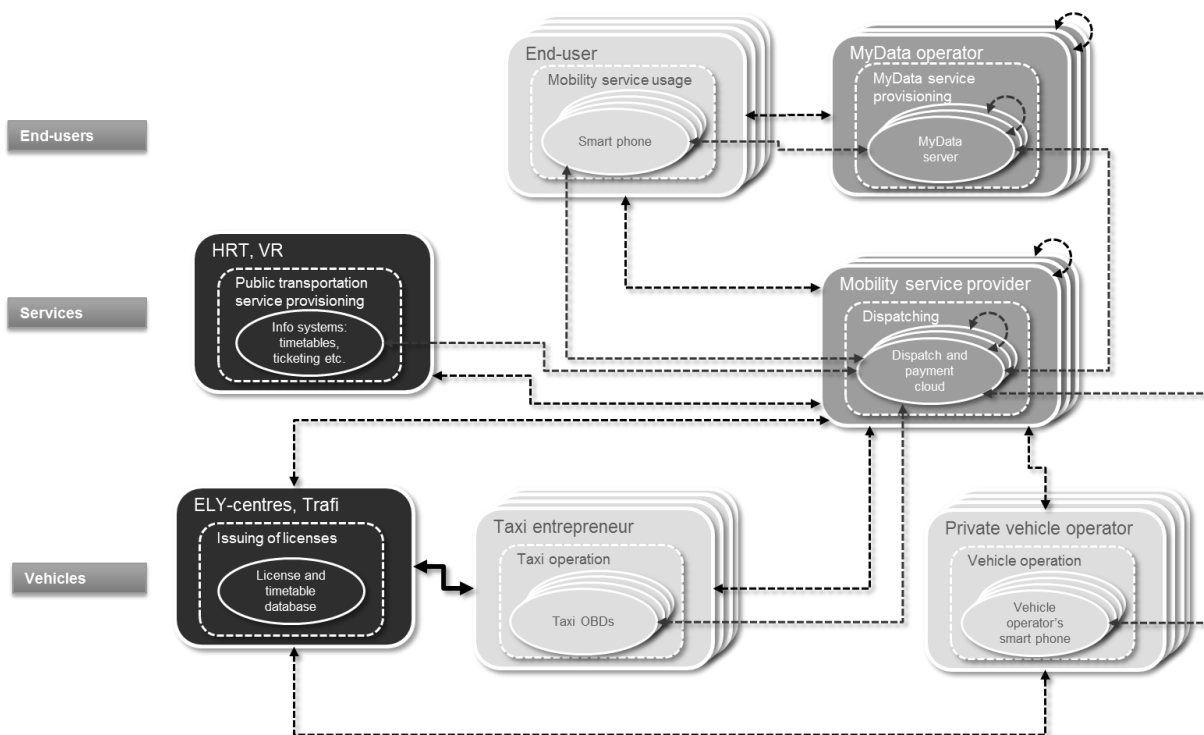 End-user
Mobility service usage
Smart phone
MyData operator
MyData service
provisioning
MyData
server
End-users
HRT, VR
Public transportation
service provisioning
Info systems:
timetables,
ticketing etc.
Mobility service provider
Dispatching
Dispatch and
payment
cloud
Services
ELY-centres, Trafi
Issuing of licenses
License and
timetable
database
Taxi entrepreneur
Taxi operation
Taxi OBDs
Private vehicle operator
Vehicle operation
Vehicle
operator's
smart phone
Vehicles